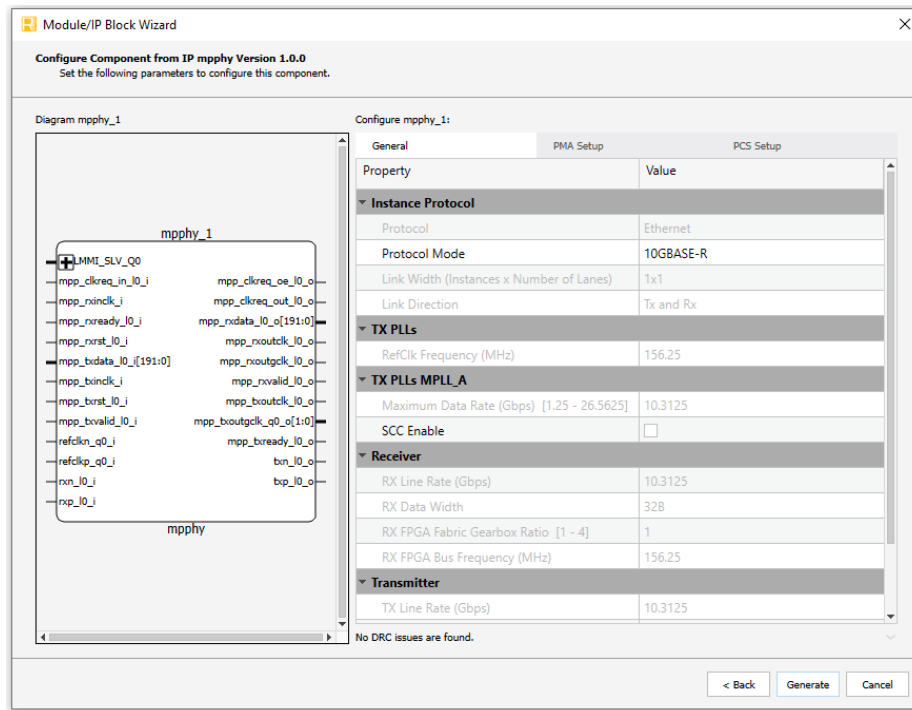 Module/IP Block Wizard
Configure Component from IP mpphy Version 1.0.0
Set the following parameters to configure this component.
Diagram mpphy_1
mpphy_1
LMMI_SLV_Q0
mpp_clkreq_in_l0_i mpp_clkreq_oe_l0_o
mpp_rxinclk_i mpp_clkreq_out_l0_o
mpp_rxready_l0_i mpp_rxdata_l0_o[191:0]
mpp_rxrst_l0_i mpp_rxoutclk_l0_o
mpp_txdata_l0_i[191:0] mpp_rxoutgclk_l0_o
mpp_txinclk_i mpp_rxvalid_l0_o
mpp_txrst_l0_i mpp_txoutclk_l0_o
mpp_txvalid_l0_i mpp_txoutgclk_q0_o[1:0]
refclkn_q0_i mpp_txready_l0_o
refclkp_q0_i txn_l0_o
rxn_l0_i txp_l0_o
rxp_l0_i
mpphy
Configure mpphy_1:
General PMA Setup PCS Setup
Property Value
Instance Protocol
Protocol Ethernet
Protocol Mode 10GBASE-R
Link Width (Instances x Number of Lanes) 1x1
Link Direction Tx and Rx
TX PLLs
RefClk Frequency (MHz) 156.25
TX PLLs MPLL_A
Maximum Data Rate (Gbps) [1.25 - 26.5625] 10.3125
SCC Enable
Receiver
RX Line Rate (Gbps) 10.3125
RX Data Width 32B
RX FPGA Fabric Gearbox Ratio [1 - 4] 1
RX FPGA Bus Frequency (MHz) 156.25
Transmitter
TX Line Rate (Gbps) 10.3125
No DRC issues are found.
< Back Generate Cancel